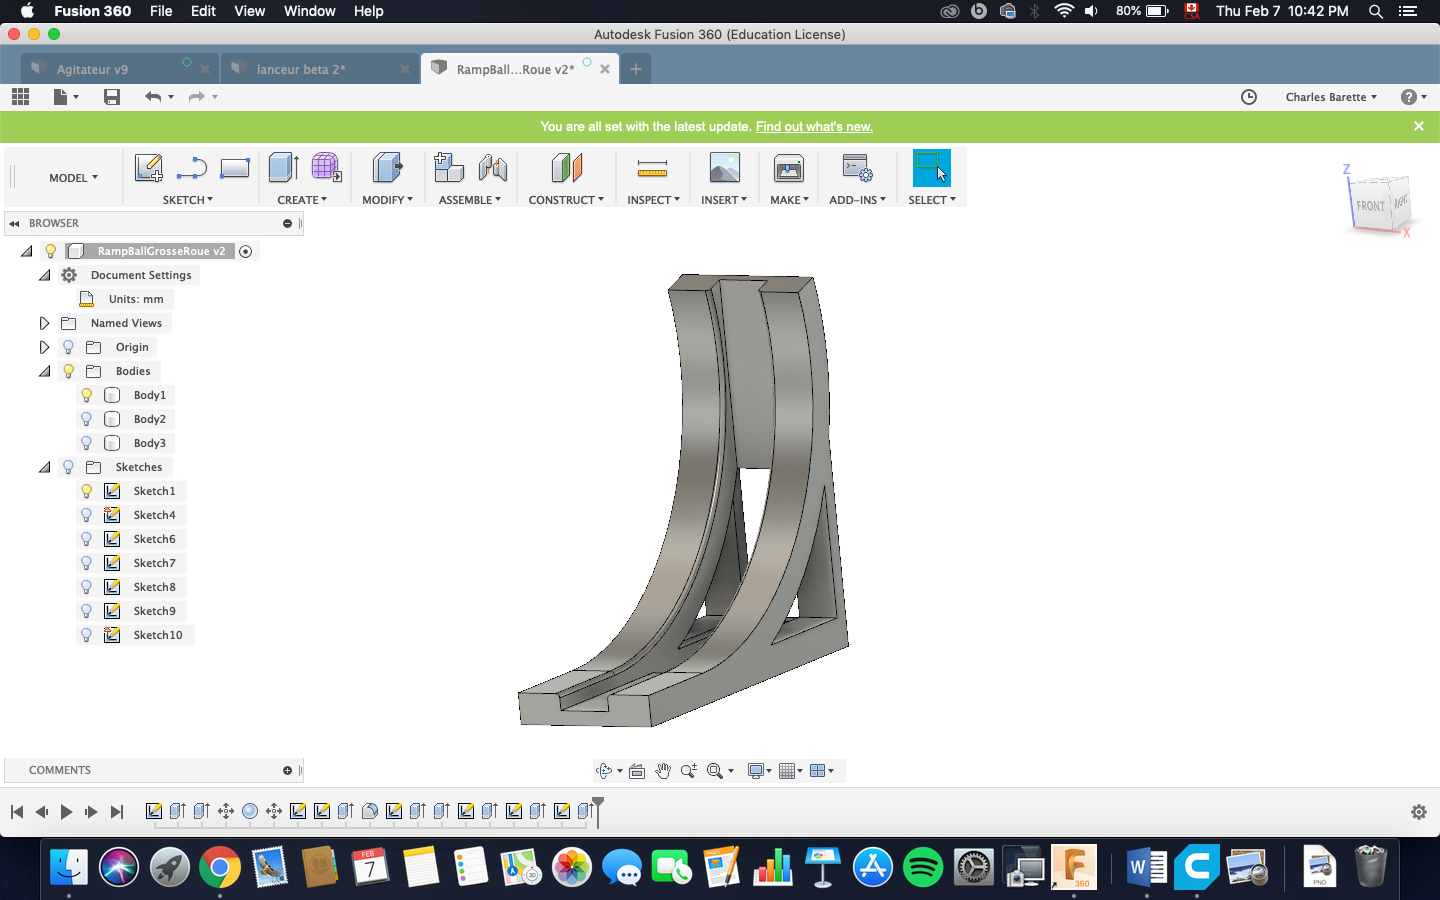 Fusion 360 File Edit View Window Help 80% CSA Thu Feb 7 10:42 PM
Autodesk Fusion 360 (Education License)
Agitateur v9 lanceur beta 2* RampBall...Roue v2*
Charles Barette
You are all set with the latest update. Find out what's new.
MODEL SKETCH CREATE MODIFY ASSEMBLE CONSTRUCT INSPECT INSERT MAKE ADD-INS SELECT
Z
FRONT RIGHT
X
BROWSER
RampBallGrosseRoue v2
Document Settings
Units: mm
Named Views
Origin
Bodies
Body1
Body2
Body3
Sketches
Sketch1
Sketch4
Sketch6
Sketch7
Sketch8
Sketch9
Sketch10
COMMENTS
FEB
7
3D
360
PNG